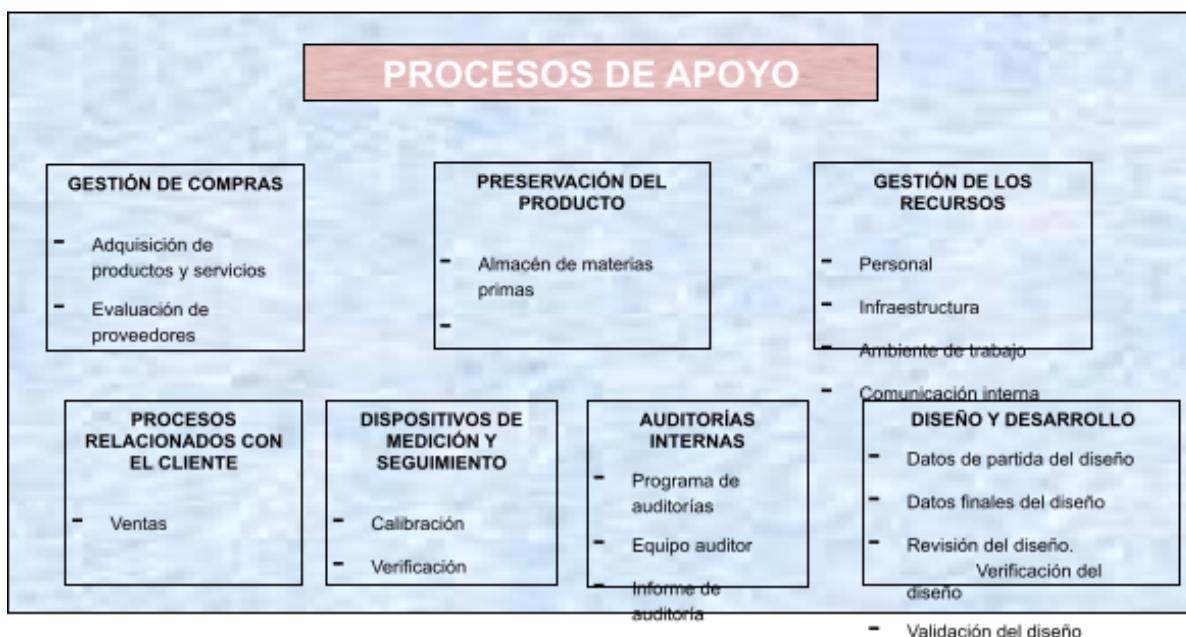 PROCESOS DE APOYO
GESTIÓN DE COMPRAS
- Adquisición de
productos y servicios
- Evaluación de
proveedores
PRESERVACIÓN DEL
PRODUCTO
- Almacén de materias
primas
-
GESTIÓN DE LOS
RECURSOS
- Personal
- Infraestructura
- Ambiente de trabajo
- Comunicación interna
PROCESOS
RELACIONADOS CON
EL CLIENTE
- Ventas
DISPOSITIVOS DE
MEDICIÓN Y
SEGUIMIENTO
- Calibración
- Verificación
AUDITORÍAS
INTERNAS
- Programa de
auditorías
- Equipo auditor
- Informe de
auditoría
DISEÑO Y DESARROLLO
- Datos de partida del diseño
- Datos finales del diseño
- Revisión del diseño.
Verificación del
diseño
- Validación del diseño